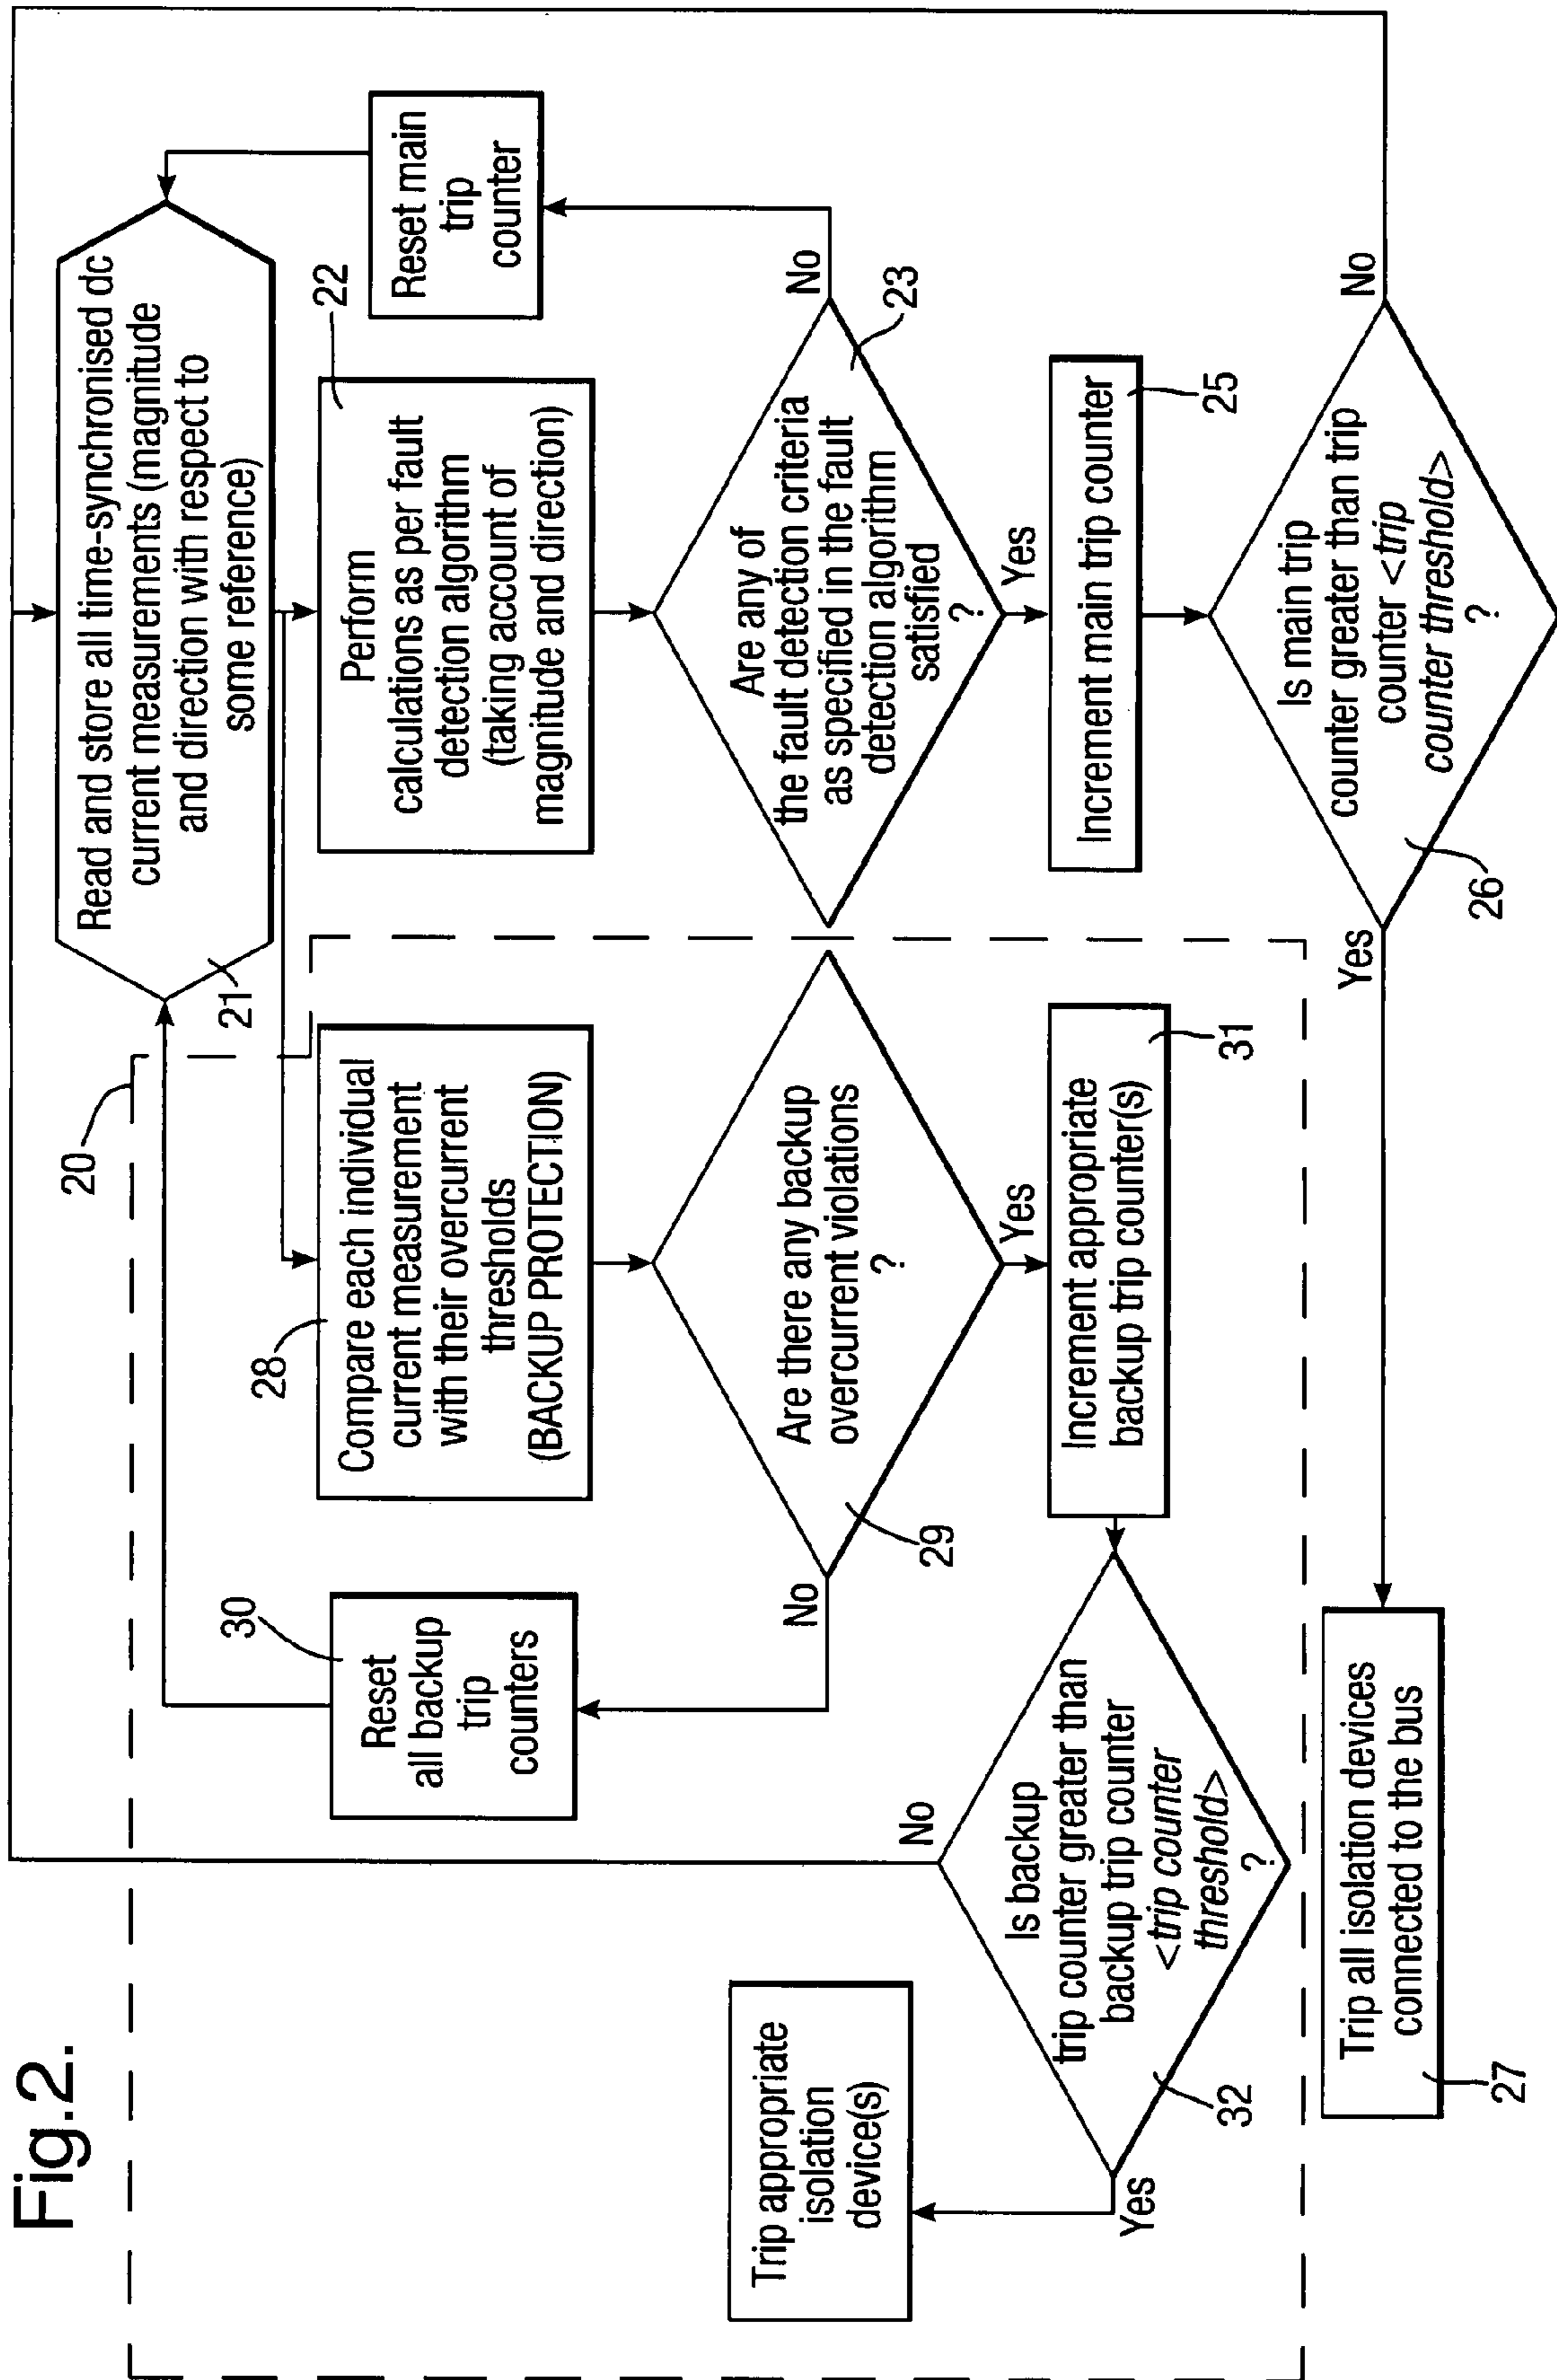 Fig.2.
20
Read and store all time-synchronised dc
current measurements (magnitude
and direction with respect to
some reference)
21
Reset main
trip
counter
22
Perform
calculations as per fault
detection algorithm
(taking account of
magnitude and direction)
Are any of
the fault detection criteria
as specified in the fault
detection algorithm
satisfied
?
23
No
Yes
Increment main trip counter
25
Is main trip
counter greater than trip
counter <trip
counter threshold>
?
26
No
Yes
Trip all isolation devices
connected to the bus
27
28
Compare each individual
current measurement
with their overcurrent
thresholds
(BACKUP PROTECTION)
Are there any backup
overcurrent violations
?
29
No
Yes
30
Reset
all backup
trip
counters
Increment appropriate
backup trip counter(s)
31
Is backup
trip counter greater than
backup trip counter
<trip counter
threshold>
?
32
No
Yes
Trip appropriate
isolation
device(s)